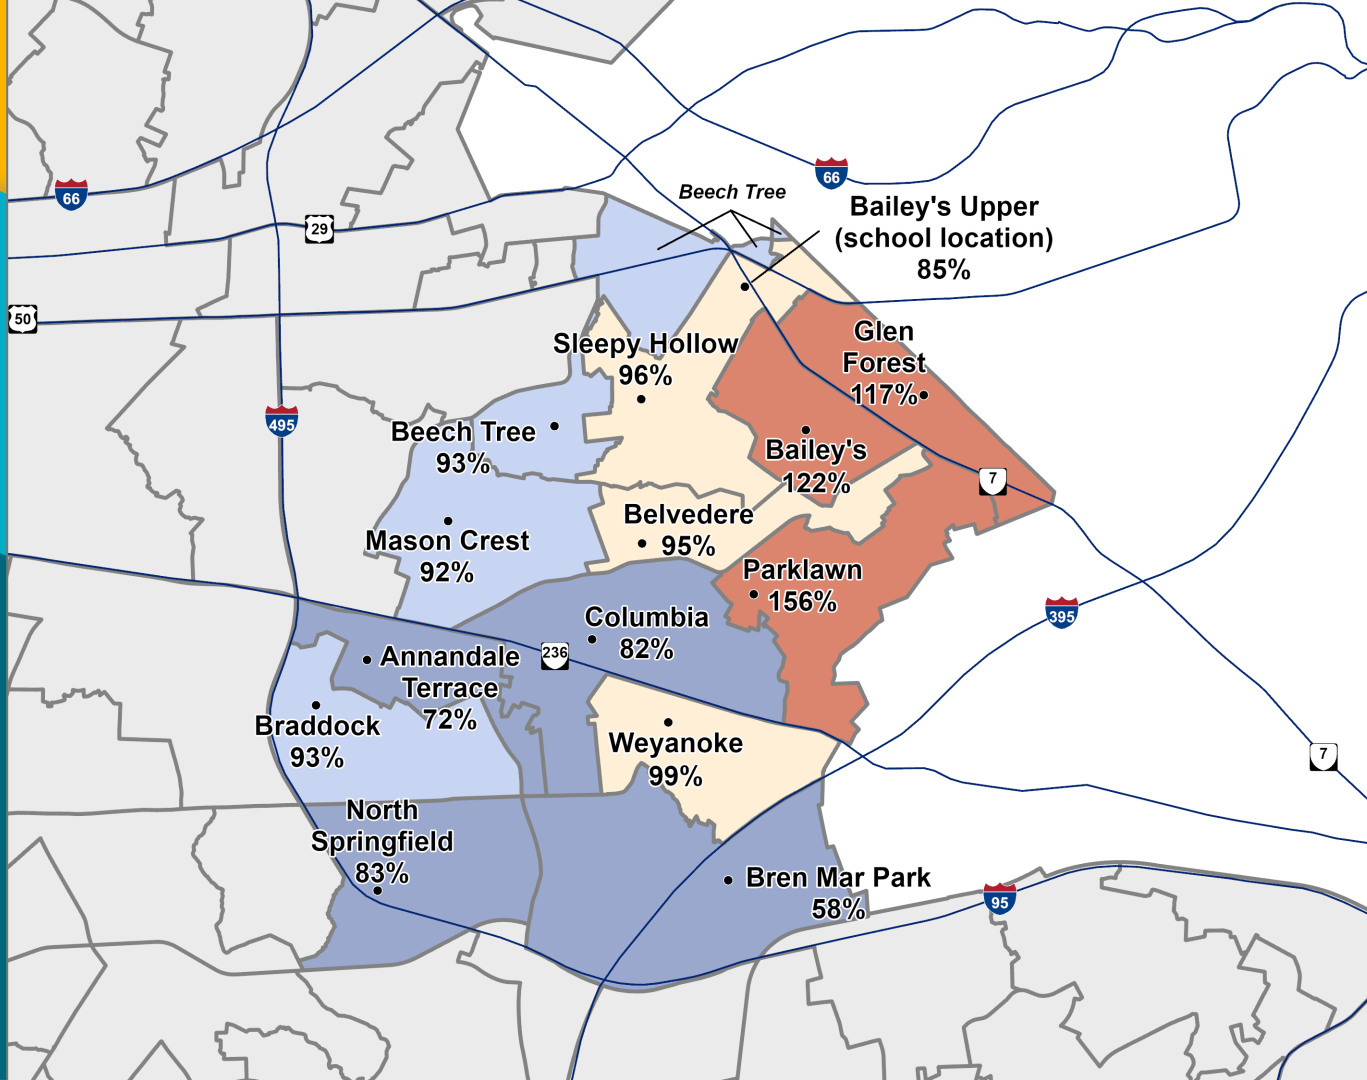 66
29
50
495
Beech Tree
66
Bailey's Upper
(school location)
85%
Glen
Forest
117%
Sleepy Hollow
96%
Beech Tree
93%
Bailey's
122%
7
Mason Crest
92%
Belvedere
95%
Parklawn
156%
395
Columbia
82%
236
Annandale
Terrace
72%
Braddock
93%
Weyanoke
99%
7
North
Springfield
83%
Bren Mar Park
58%
95